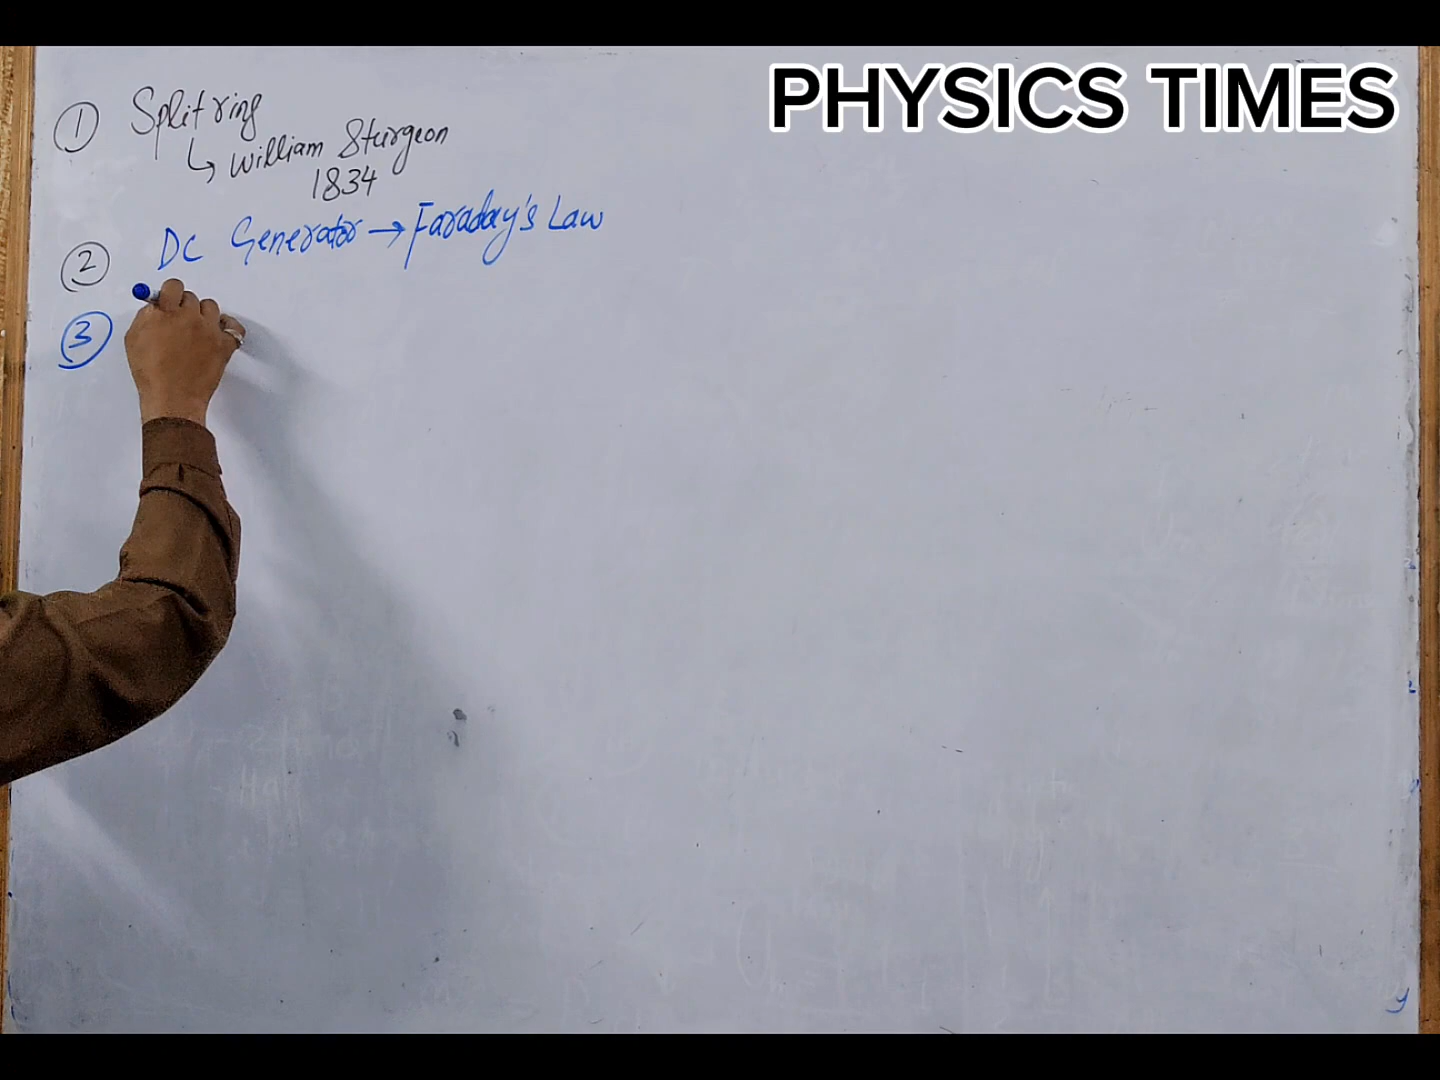 PHYSICS TIMES
① Split ring
↳ William Sturgeon
1834
② DC Generator → Faraday's Law
③